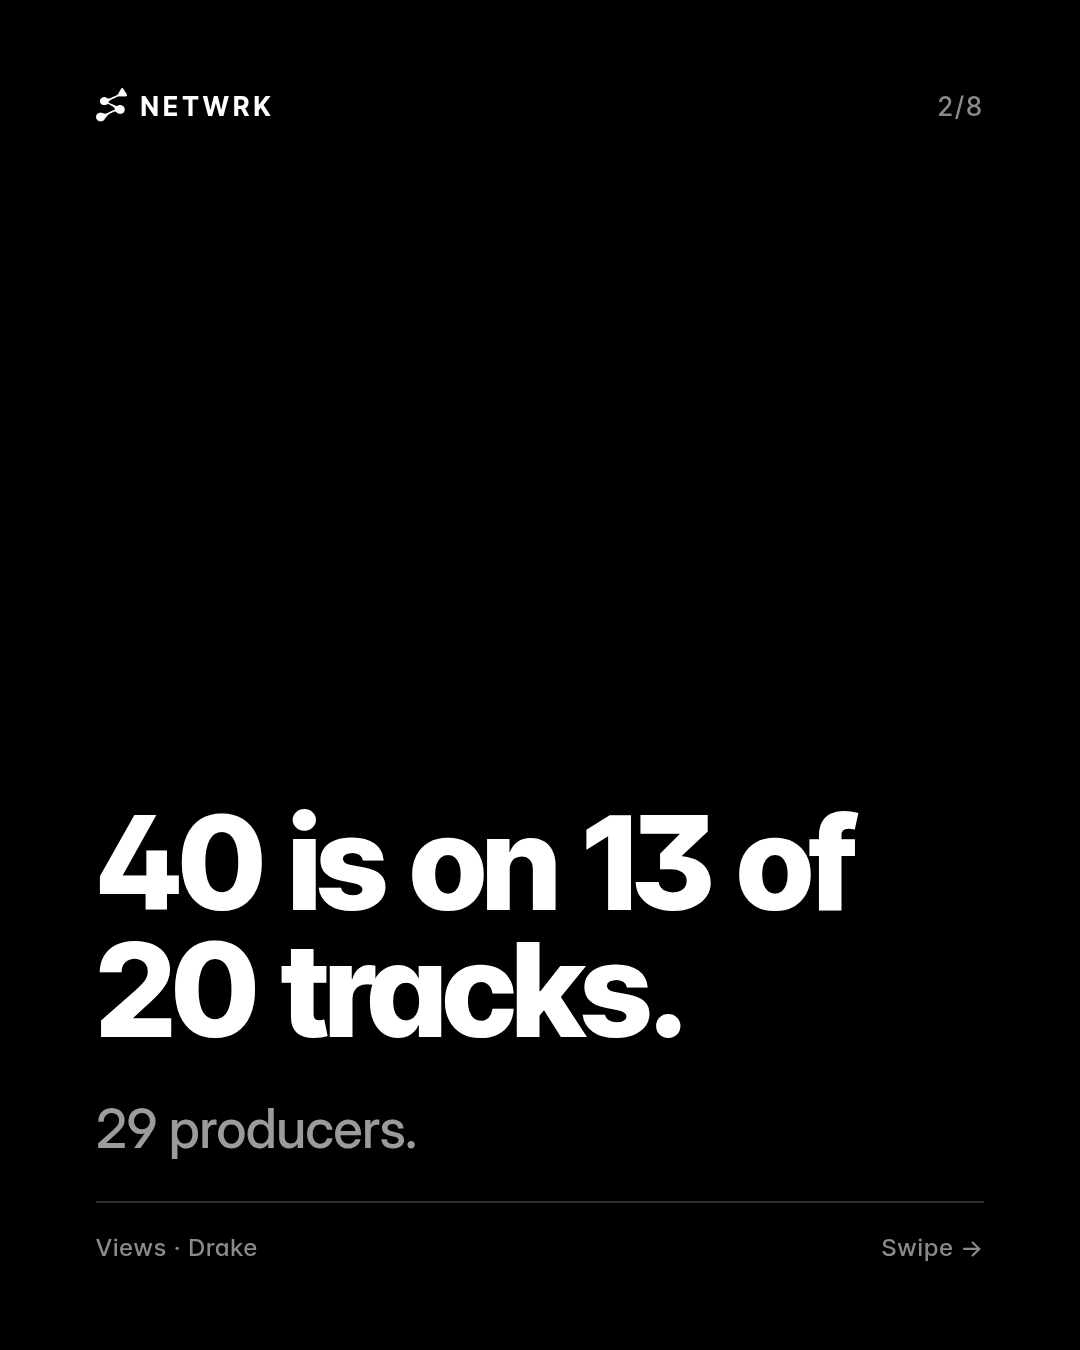 NETWRK
2/8
40 is on 13 of
20 tracks.
29 producers.
Views · Drake
Swipe →